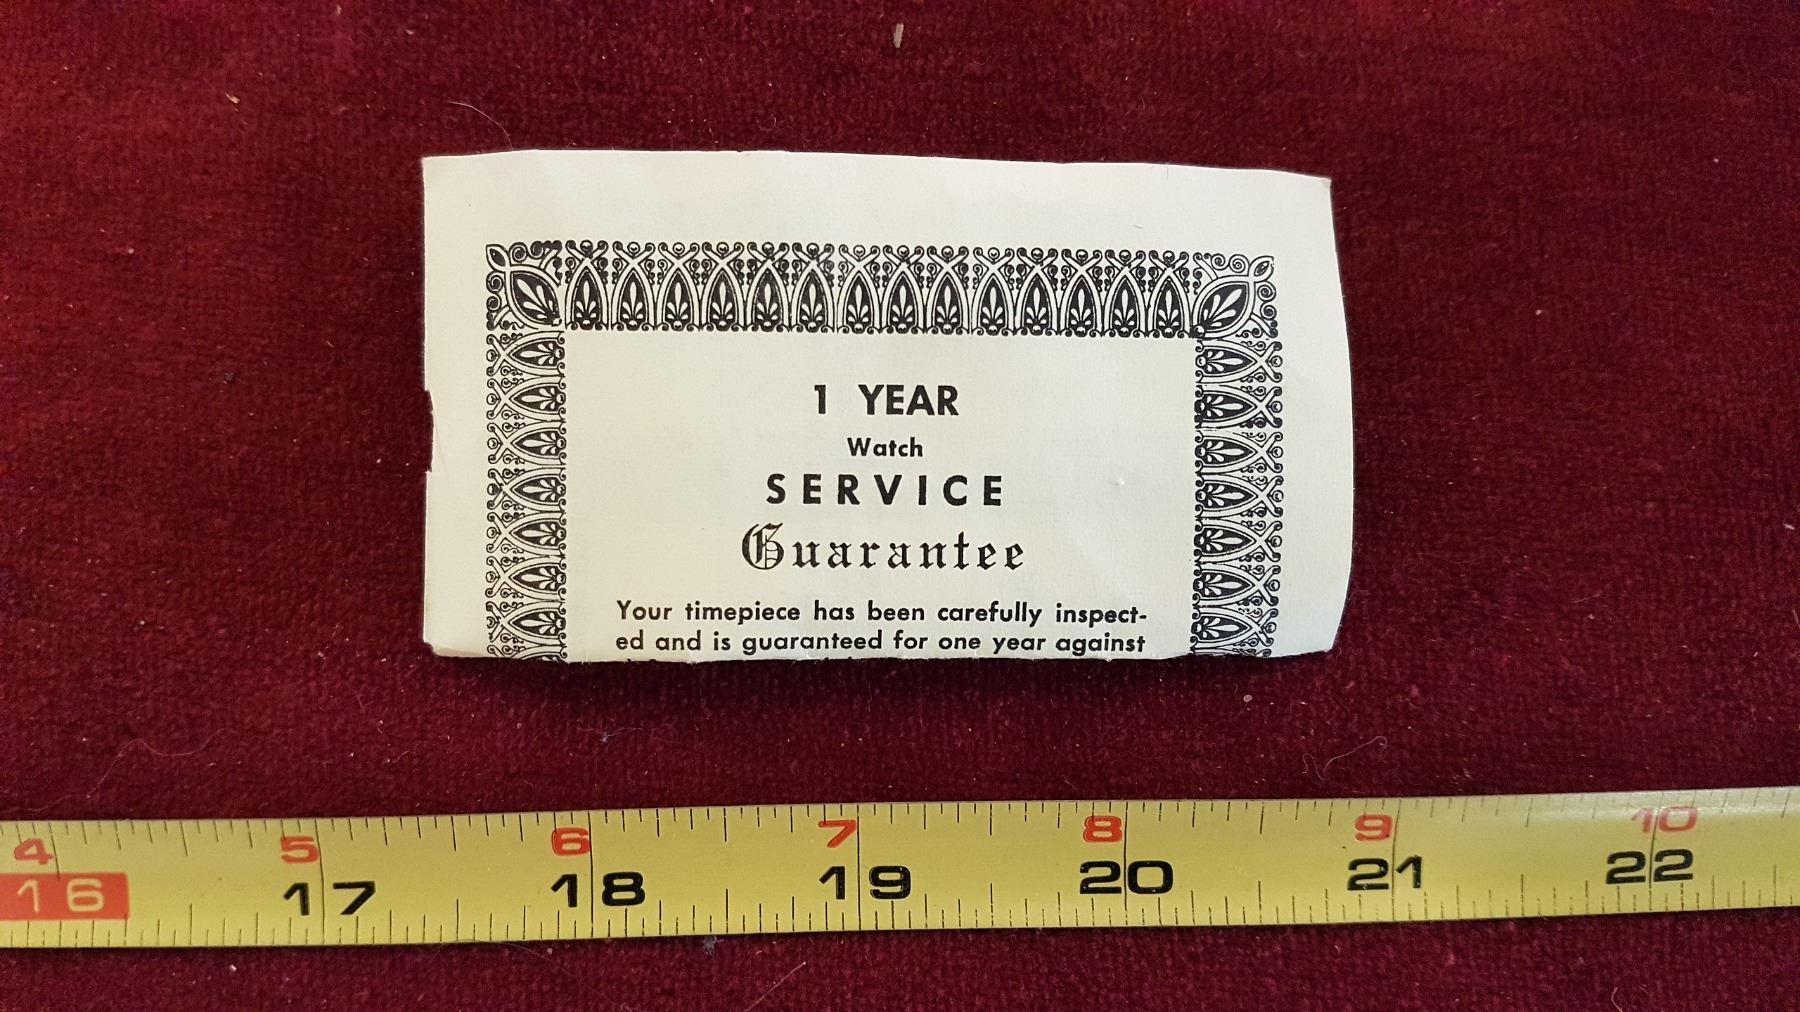 1 YEAR
Watch
SERVICE
Guarantee
Your timepiece has been carefully inspect-
ed and is guaranteed for one year against
4 5 6 7 8 9 10
16 17 18 19 20 21 22